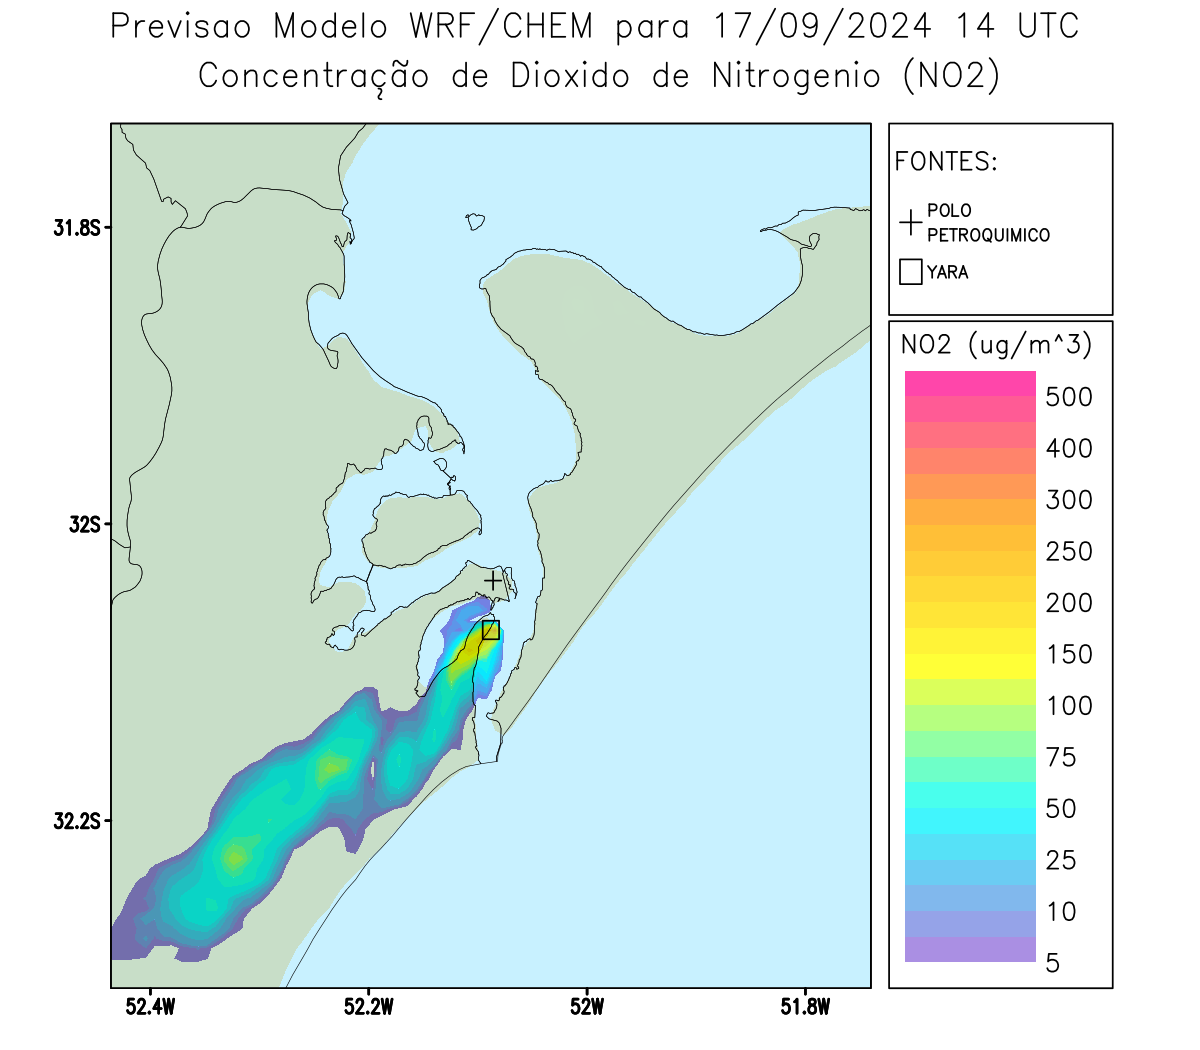 Previsao Modelo WRF/CHEM para 17/09/2024 14 UTC
Concentração de Dioxido de Nitrogenio (NO2)
FONTES:
POLO
PETROQUIMICO
YARA
NO2 (ug/m^3)
500
400
300
250
200
150
100
75
50
25
10
5
31.8S
32S
32.2S
52.4W
52.2W
52W
51.8W